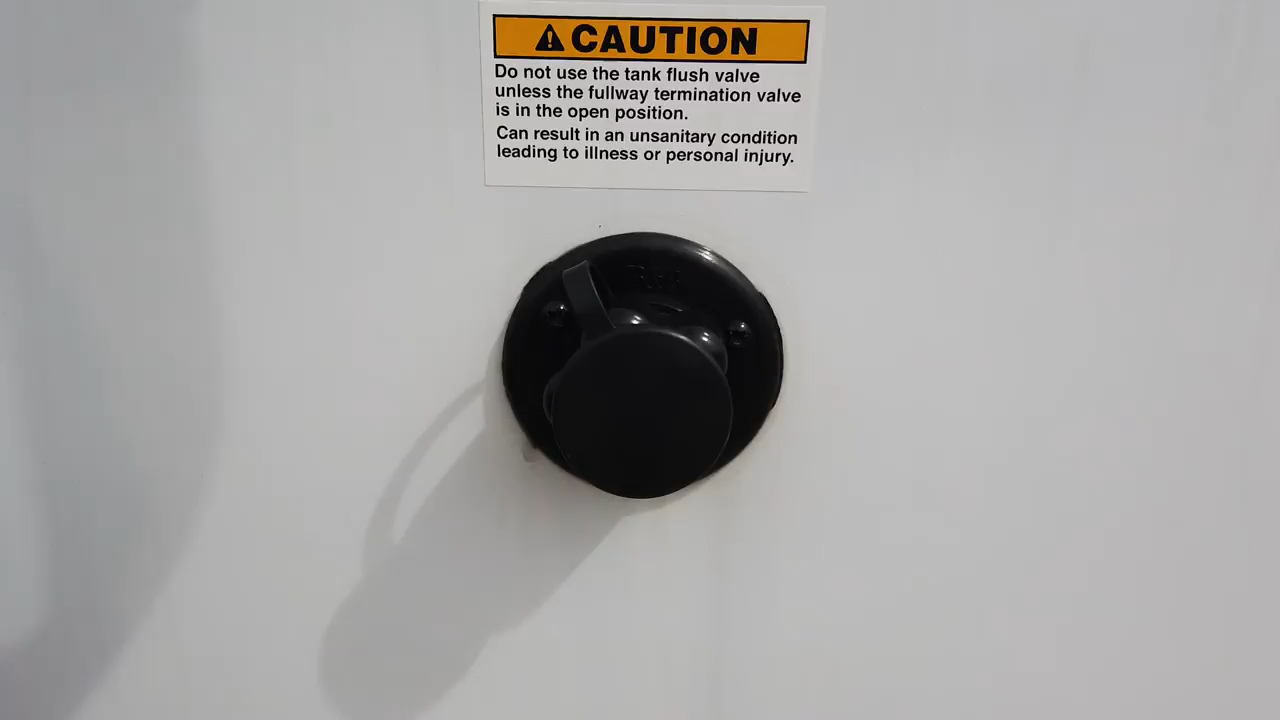 CAUTION
Do not use the tank flush valve
unless the fullway termination valve
is in the open position.
Can result in an unsanitary condition
leading to illness or personal injury.